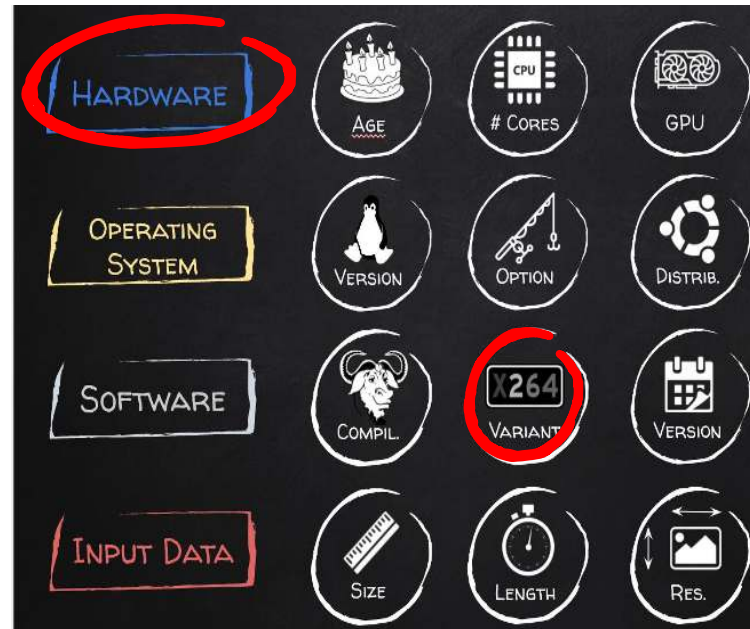 HARDWARE
AGE
CPU
# CORES
GPU
OPERATING
SYSTEM
VERSION
OPTION
DISTRIB.
SOFTWARE
COMPIL.
X264
VARIANT
VERSION
INPUT DATA
SIZE
LENGTH
RES.